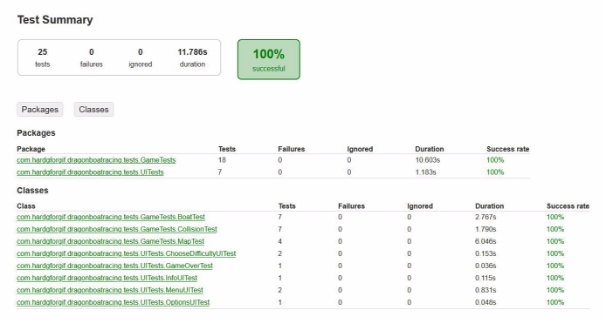 Test Summary
25 0 0 11.786s 100%
tests failures ignored duration successful
Packages Classes
Packages
Package Tests Failures Ignored Duration Success rate
com.hardgforgif.dragonboatracing.tests.GameTests 18 0 0 10.603s 100%
com.hardgforgif.dragonboatracing.tests.UITests 7 0 0 1.183s 100%
Classes
Class Tests Failures Ignored Duration Success rate
com.hardgforgif.dragonboatracing.tests.GameTests.BoatTest 7 0 0 2.767s 100%
com.hardgforgif.dragonboatracing.tests.GameTests.CollisionTest 7 0 0 1.790s 100%
com.hardgforgif.dragonboatracing.tests.GameTests.MapTest 4 0 0 6.046s 100%
com.hardgforgif.dragonboatracing.tests.UITests.ChooseDifficultyUITest 2 0 0 0.153s 100%
com.hardgforgif.dragonboatracing.tests.UITests.GameOverTest 1 0 0 0.036s 100%
com.hardgforgif.dragonboatracing.tests.UITests.InfoUITest 1 0 0 0.115s 100%
com.hardgforgif.dragonboatracing.tests.UITests.MenuUITest 2 0 0 0.831s 100%
com.hardgforgif.dragonboatracing.tests.UITests.OptionsUITest 1 0 0 0.048s 100%